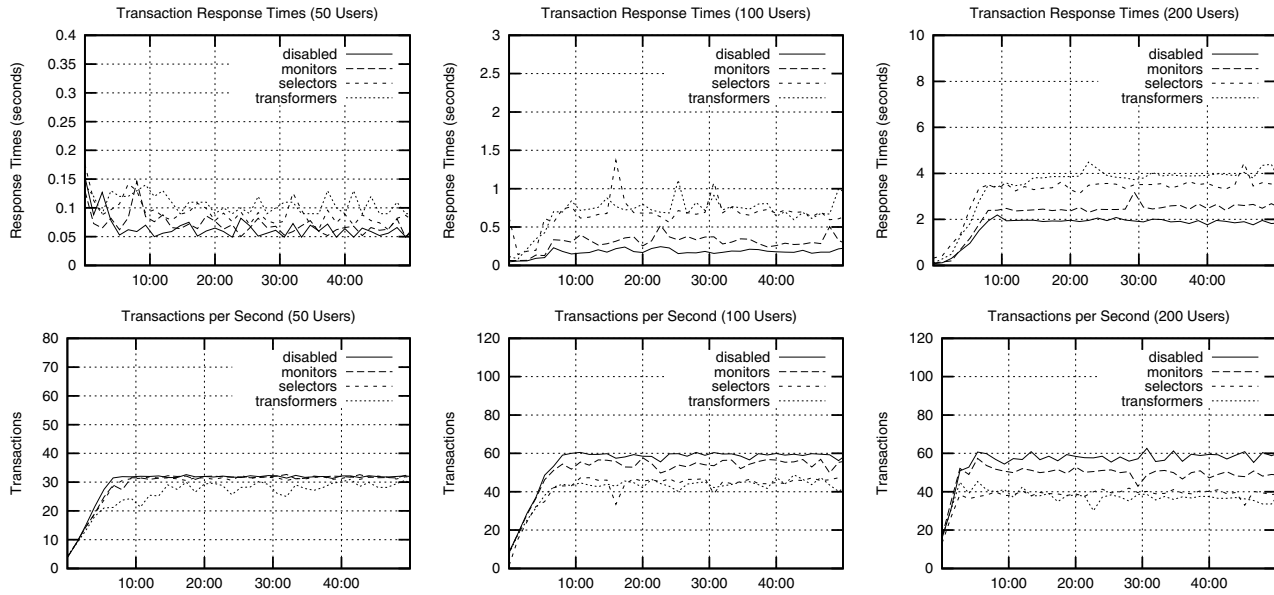 Transaction Response Times (50 Users)
Response Times (seconds)
0.4
0.35
0.3
0.25
0.2
0.15
0.1
0.05
0
disabled
monitors
selectors
transformers
10:00 20:00 30:00 40:00
Transaction Response Times (100 Users)
Response Times (seconds)
3
2.5
2
1.5
1
0.5
0
disabled
monitors
selectors
transformers
10:00 20:00 30:00 40:00
Transaction Response Times (200 Users)
Response Times (seconds)
10
8
6
4
2
0
disabled
monitors
selectors
transformers
10:00 20:00 30:00 40:00
Transactions per Second (50 Users)
Transactions
80
70
60
50
40
30
20
10
0
disabled
monitors
selectors
transformers
10:00 20:00 30:00 40:00
Transactions per Second (100 Users)
Transactions
120
100
80
60
40
20
0
disabled
monitors
selectors
transformers
10:00 20:00 30:00 40:00
Transactions per Second (200 Users)
Transactions
120
100
80
60
40
20
0
disabled
monitors
selectors
transformers
10:00 20:00 30:00 40:00